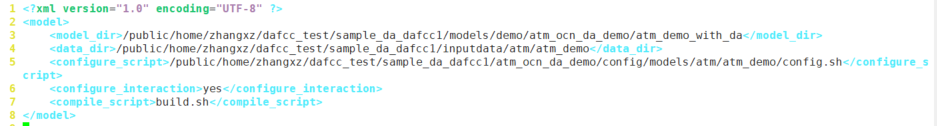 1 <?xml version="1.0" encoding="UTF-8" ?>
2 <model>
3     <model_dir>/public/home/zhangxz/dafcc_test/sample_da_dafcc1/models/demo/atm_ocn_da_demo/atm_demo_with_da</model_dir>
4     <data_dir>/public/home/zhangxz/dafcc_test/sample_da_dafcc1/inputdata/atm/atm_demo</data_dir>
5     <configure_script>/public/home/zhangxz/dafcc_test/sample_da_dafcc1/atm_ocn_da_demo/config/models/atm/atm_demo/config.sh</configure_s
cript>
6     <configure_interaction>yes</configure_interaction>
7     <compile_script>build.sh</compile_script>
8 </model>